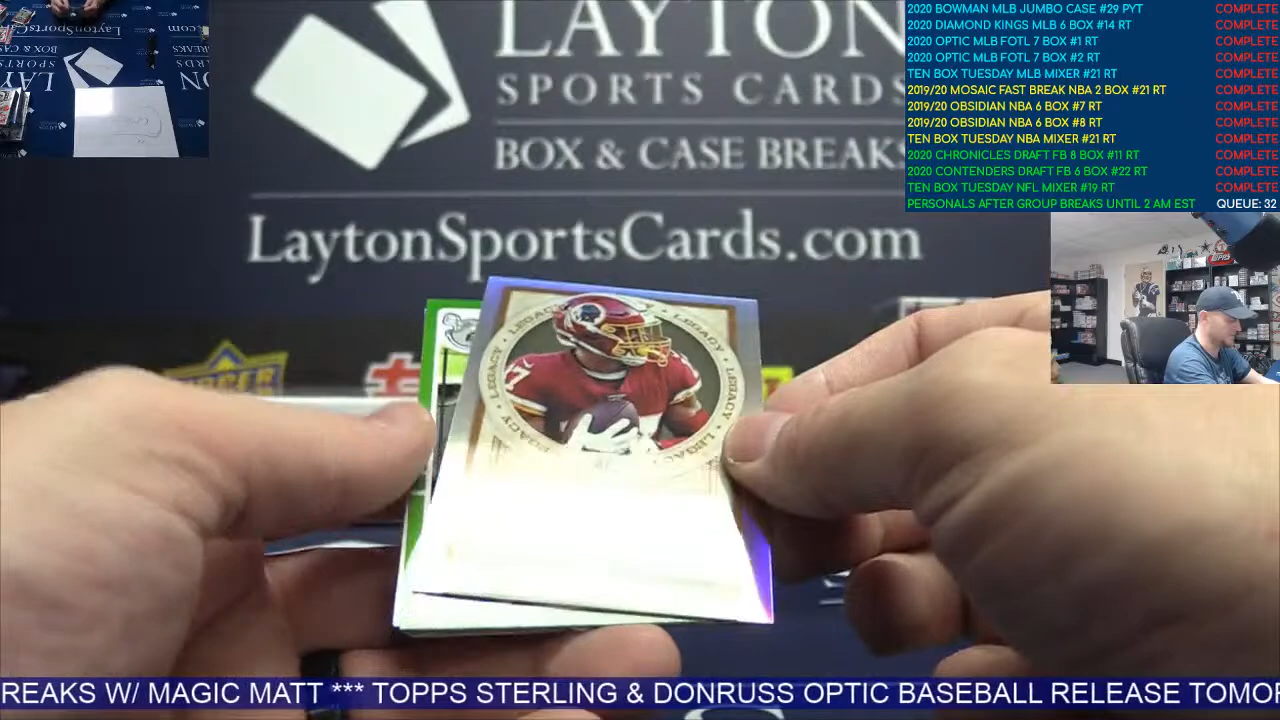 LAYTON
SPORTS CARDS
BOX & CASE BREAKS
LaytonSportsCards.com
2020 BOWMAN MLB JUMBO CASE #29 PYT COMPLETE
2020 DIAMOND KINGS MLB 6 BOX #14 RT COMPLETE
2020 OPTIC MLB FOTL 7 BOX #1 RT COMPLETE
2020 OPTIC MLB FOTL 7 BOX #2 RT COMPLETE
TEN BOX TUESDAY MLB MIXER #21 RT COMPLETE
2019/20 MOSAIC FAST BREAK NBA 2 BOX #21 RT COMPLETE
2019/20 OBSIDIAN NBA 6 BOX #7 RT COMPLETE
2019/20 OBSIDIAN NBA 6 BOX #8 RT COMPLETE
TEN BOX TUESDAY NBA MIXER #21 RT COMPLETE
2020 CHRONICLES DRAFT FB 8 BOX #11 RT COMPLETE
2020 CONTENDERS DRAFT FB 6 BOX #22 RT COMPLETE
TEN BOX TUESDAY NFL MIXER #19 RT COMPLETE
PERSONALS AFTER GROUP BREAKS UNTIL 2 AM EST QUEUE: 32
LEGACY · LEGACY · LEGACY · LEGACY
REAKS W/ MAGIC MATT *** TOPPS STERLING & DONRUSS OPTIC BASEBALL RELEASE TOMO